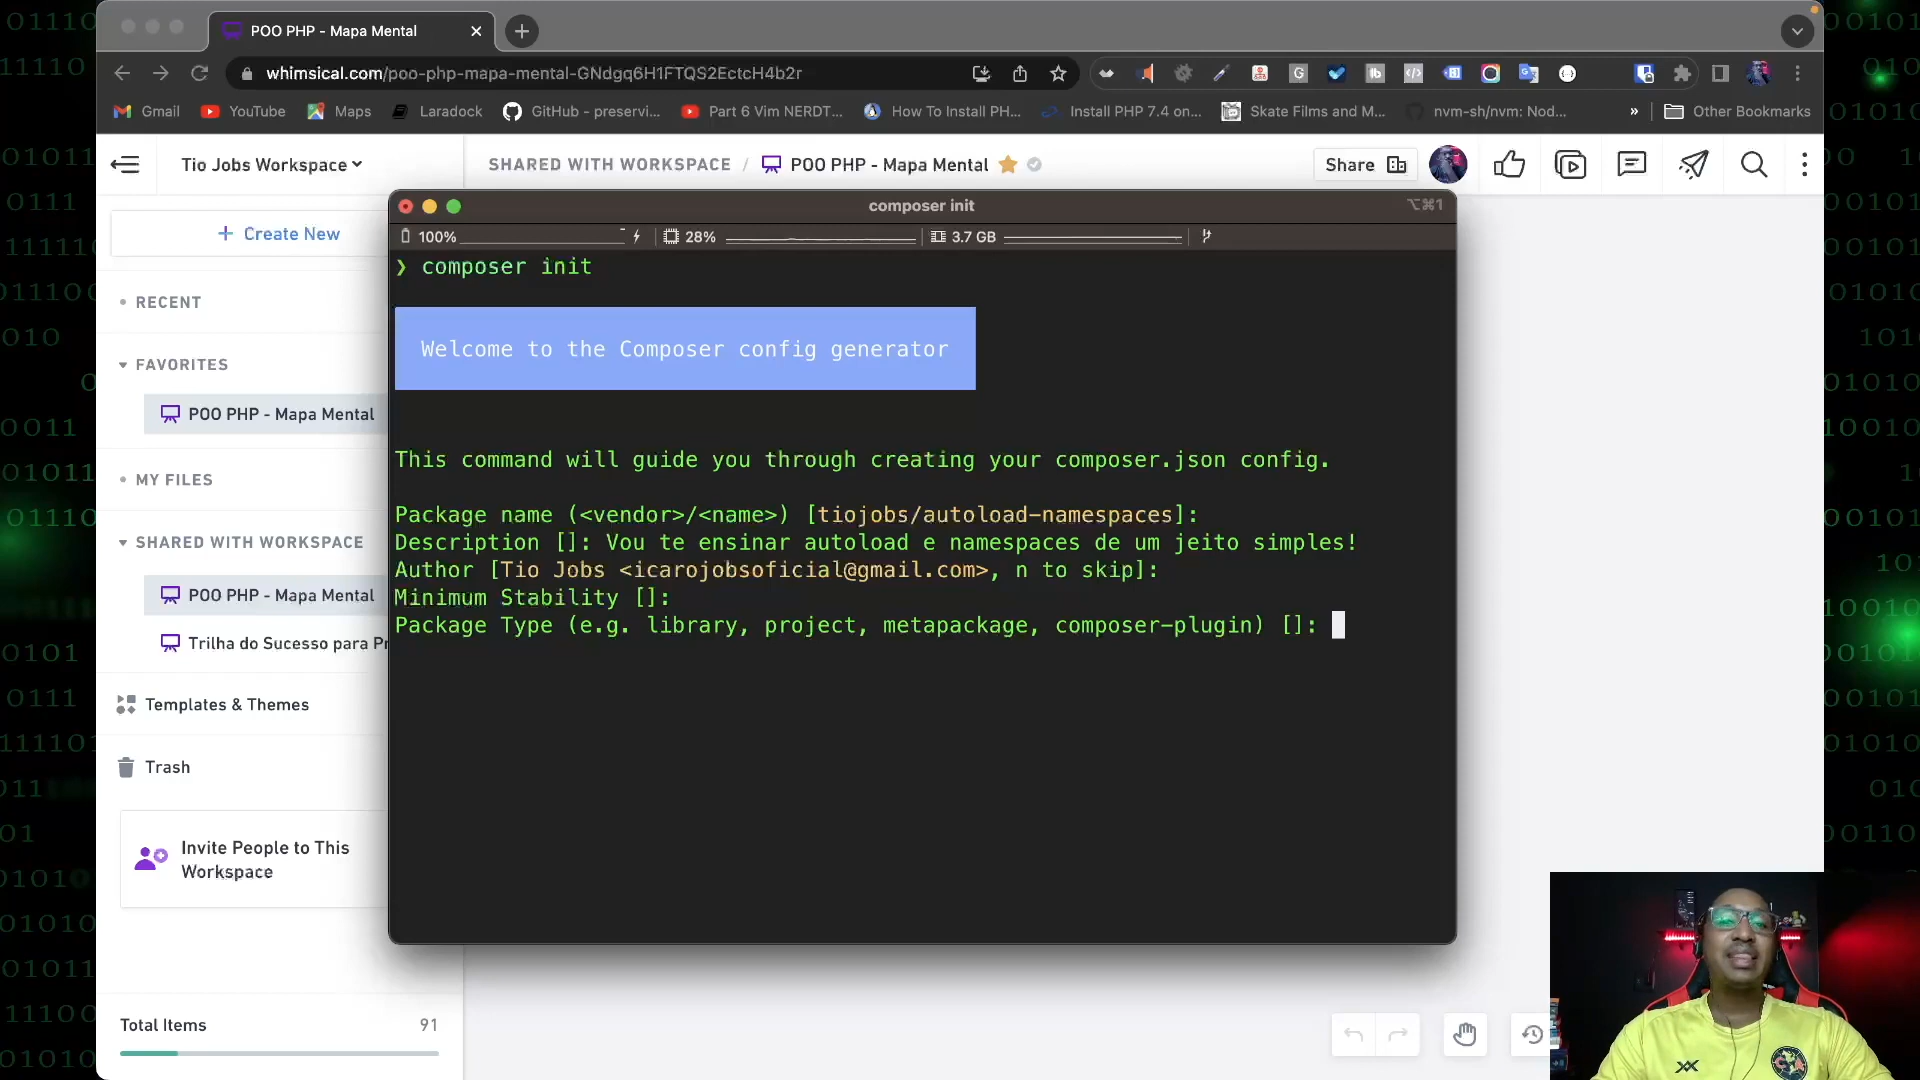 POO PHP - Mapa Mental
whimsical.com/poo-php-mapa-mental-GNdgq6H1FTQS2EctcH4b2r
Gmail
YouTube
Maps
Laradock
GitHub - preservi...
Part 6 Vim NERDT...
How To Install PH...
Install PHP 7.4 on...
Skate Films and M...
nvm-sh/nvm: Nod...
»
Other Bookmarks
Tio Jobs Workspace
SHARED WITH WORKSPACE / POO PHP - Mapa Mental
Share
+ Create New
RECENT
FAVORITES
POO PHP - Mapa Mental
MY FILES
SHARED WITH WORKSPACE
POO PHP - Mapa Mental
Trilha do Sucesso para Pr
Templates & Themes
Trash
Invite People to This
Workspace
Total Items 91
composer init
⌥⌘1
100% 28% 3.7 GB
❯ composer init
Welcome to the Composer config generator
This command will guide you through creating your composer.json config.
Package name (<vendor>/<name>) [tiojobs/autoload-namespaces]:
Description []: Vou te ensinar autoload e namespaces de um jeito simples!
Author [Tio Jobs <icarojobsoficial@gmail.com>, n to skip]:
Minimum Stability []:
Package Type (e.g. library, project, metapackage, composer-plugin) []: